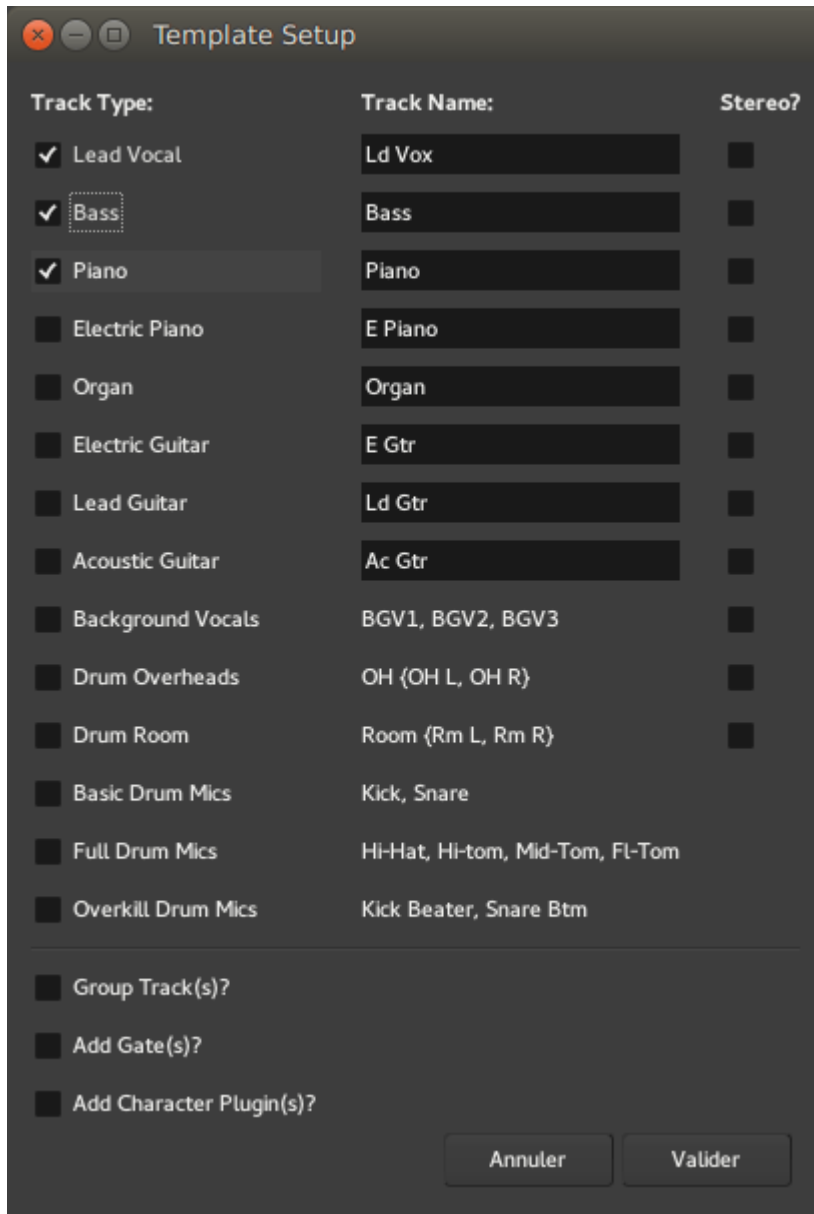 Template Setup
Track Type: Track Name: Stereo?
Lead Vocal Ld Vox
Bass Bass
Piano Piano
Electric Piano E Piano
Organ Organ
Electric Guitar E Gtr
Lead Guitar Ld Gtr
Acoustic Guitar Ac Gtr
Background Vocals BGV1, BGV2, BGV3
Drum Overheads OH {OH L, OH R}
Drum Room Room {Rm L, Rm R}
Basic Drum Mics Kick, Snare
Full Drum Mics Hi-Hat, Hi-tom, Mid-Tom, Fl-Tom
Overkill Drum Mics Kick Beater, Snare Btm
Group Track(s)?
Add Gate(s)?
Add Character Plugin(s)?
Annuler Valider